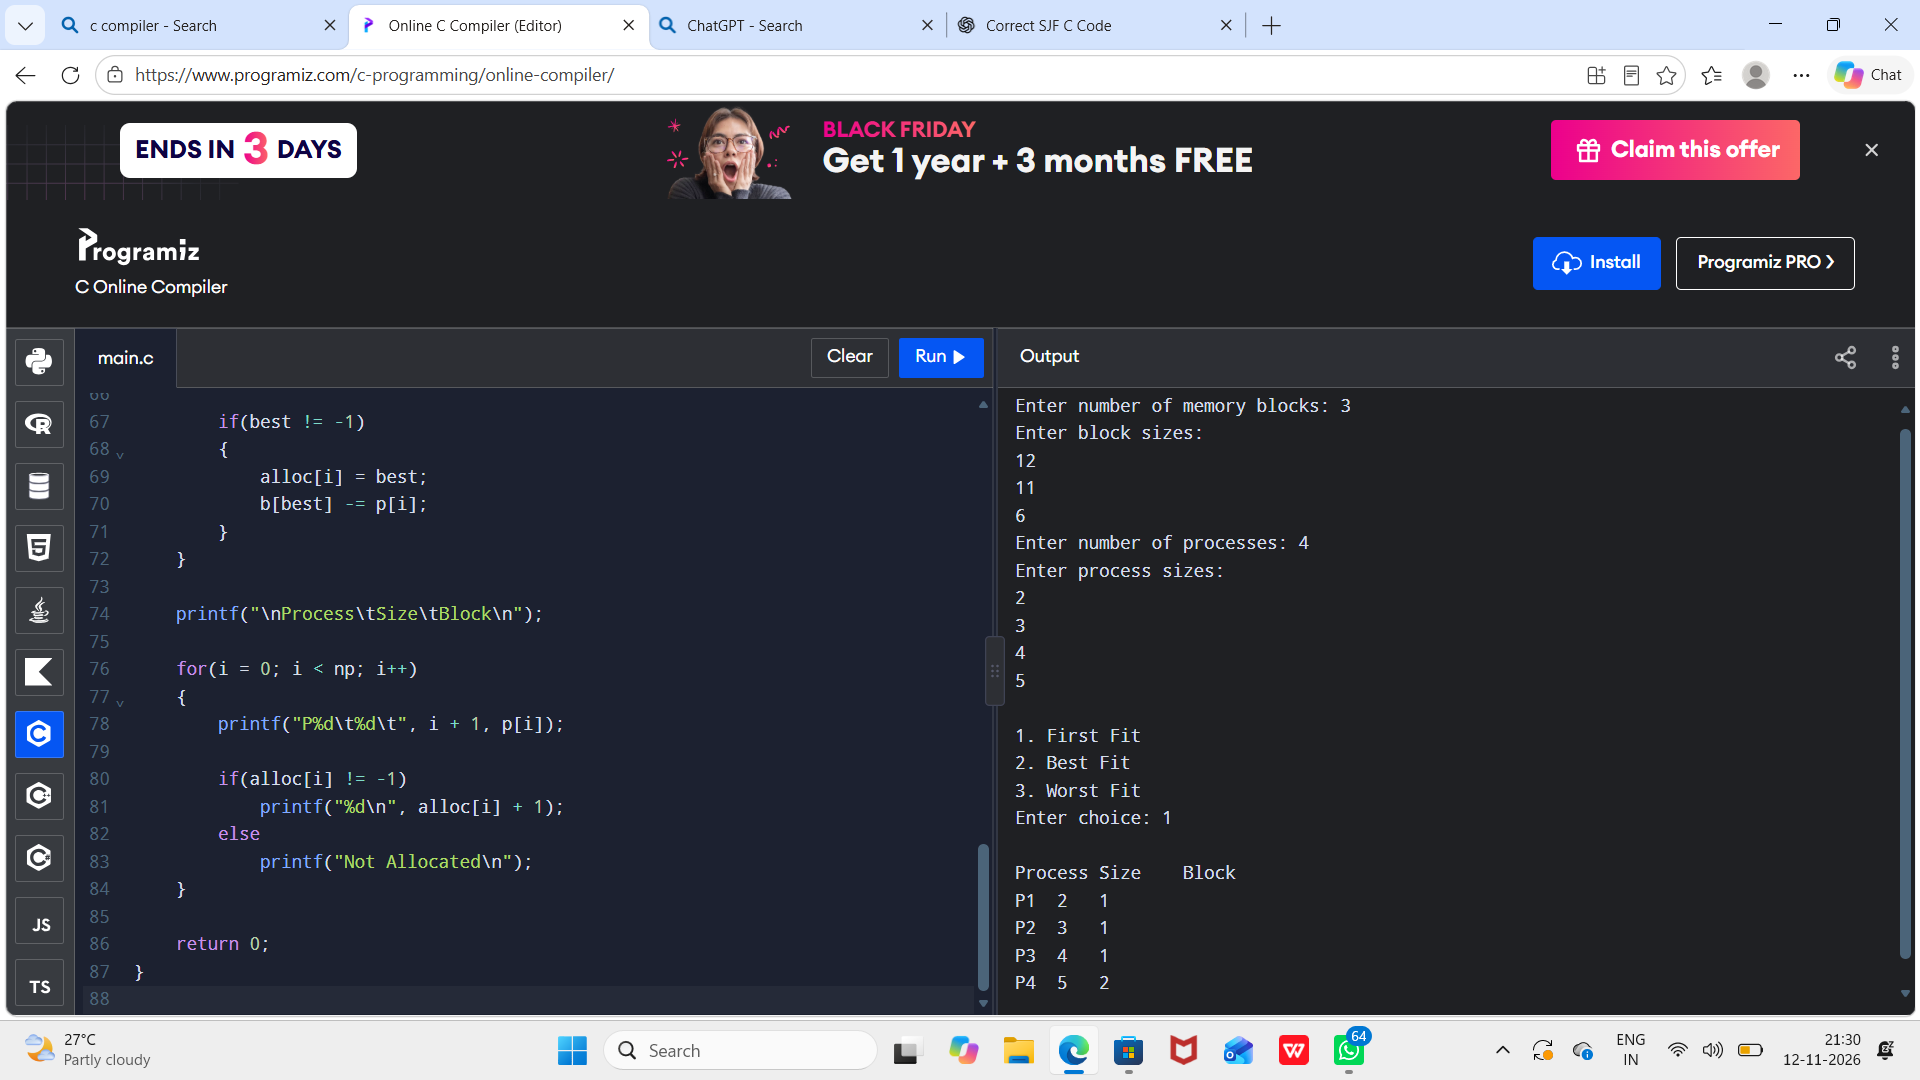 c compiler - Search
Online C Compiler (Editor)
ChatGPT - Search
Correct SJF C Code
https://www.programiz.com/c-programming/online-compiler/
Chat
ENDS IN 3 DAYS
BLACK FRIDAY
Get 1 year + 3 months FREE
Claim this offer
Programiz
C Online Compiler
Install
Programiz PRO
main.c
Clear
Run
Output
66
67 if(best != -1)
68 {
69 alloc[i] = best;
70 b[best] -= p[i];
71 }
72 }
73
74 printf("\nProcess\tSize\tBlock\n");
75
76 for(i = 0; i < np; i++)
77 {
78 printf("P%d\t%d\t", i + 1, p[i]);
79
80 if(alloc[i] != -1)
81 printf("%d\n", alloc[i] + 1);
82 else
83 printf("Not Allocated\n");
84 }
85
86 return 0;
87 }
88
Enter number of memory blocks: 3
Enter block sizes:
12
11
6
Enter number of processes: 4
Enter process sizes:
2
3
4
5
1. First Fit
2. Best Fit
3. Worst Fit
Enter choice: 1
Process Size Block
P1 2 1
P2 3 1
P3 4 1
P4 5 2
JS
TS
27°C
Partly cloudy
Search
64
ENG
IN
21:30
12-11-2026